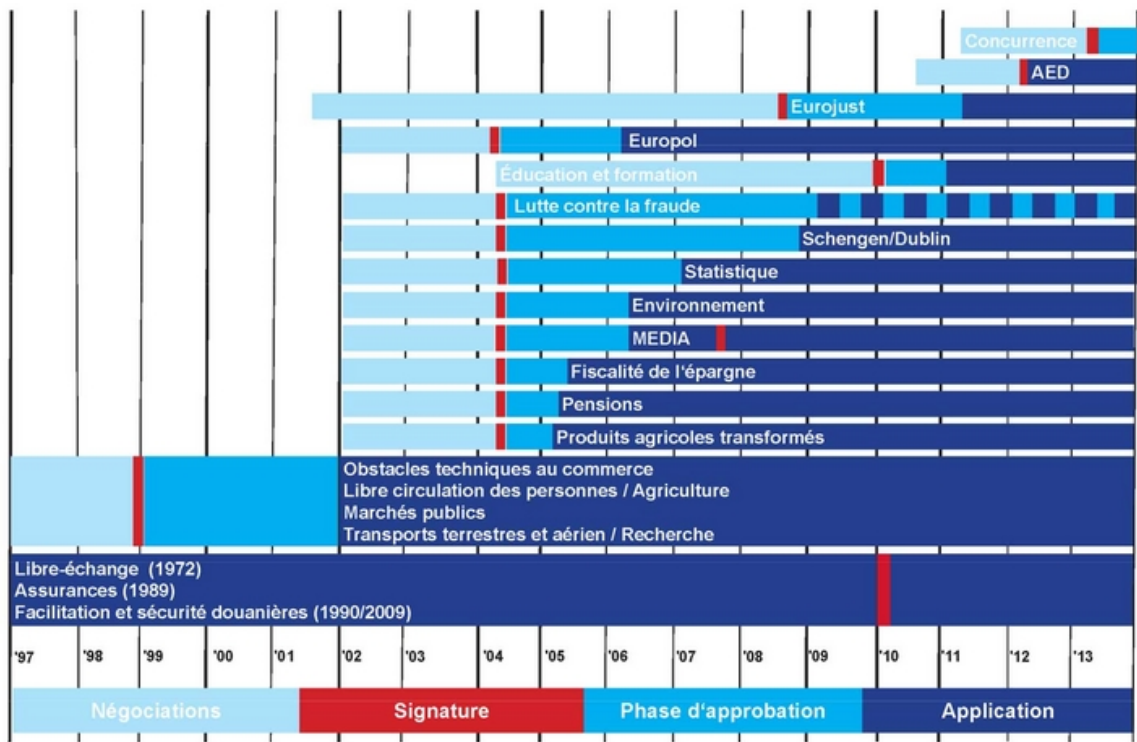 Concurrence
AED
Eurojust
Europol
Éducation et formation
Lutte contre la fraude
Schengen/Dublin
Statistique
Environnement
MEDIA
Fiscalité de l'épargne
Pensions
Produits agricoles transformés
Obstacles techniques au commerce
Libre circulation des personnes / Agriculture
Marchés publics
Transports terrestres et aérien / Recherche
Libre-échange (1972)
Assurances (1989)
Facilitation et sécurité douanières (1990/2009)
'97 '98 '99 '00 '01 '02 '03 '04 '05 '06 '07 '08 '09 '10 '11 '12 '13
Négociations Signature Phase d'approbation Application